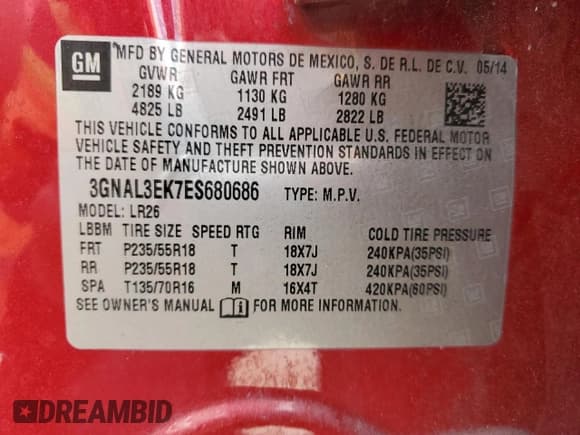 GM
MFD BY GENERAL MOTORS DE MEXICO, S. DE R.L. DE C.V. 05/14
GVWR GAWR FRT GAWR RR
2189 KG 1130 KG 1280 KG
4825 LB 2491 LB 2822 LB
THIS VEHICLE CONFORMS TO ALL APPLICABLE U.S. FEDERAL MOTOR
VEHICLE SAFETY AND THEFT PREVENTION STANDARDS IN EFFECT ON
THE DATE OF MANUFACTURE SHOWN ABOVE.
3GNAL3EK7ES680686 TYPE: M.P.V.
MODEL: LR26
LBBM TIRE SIZE SPEED RTG RIM COLD TIRE PRESSURE
FRT P235/55R18 T 18X7J 240KPA(35PSI)
RR P235/55R18 T 18X7J 240KPA(35PSI)
SPA T135/70R16 M 16X4T 420KPA(60PSI)
SEE OWNER'S MANUAL FOR MORE INFORMATION.
DREAMBID